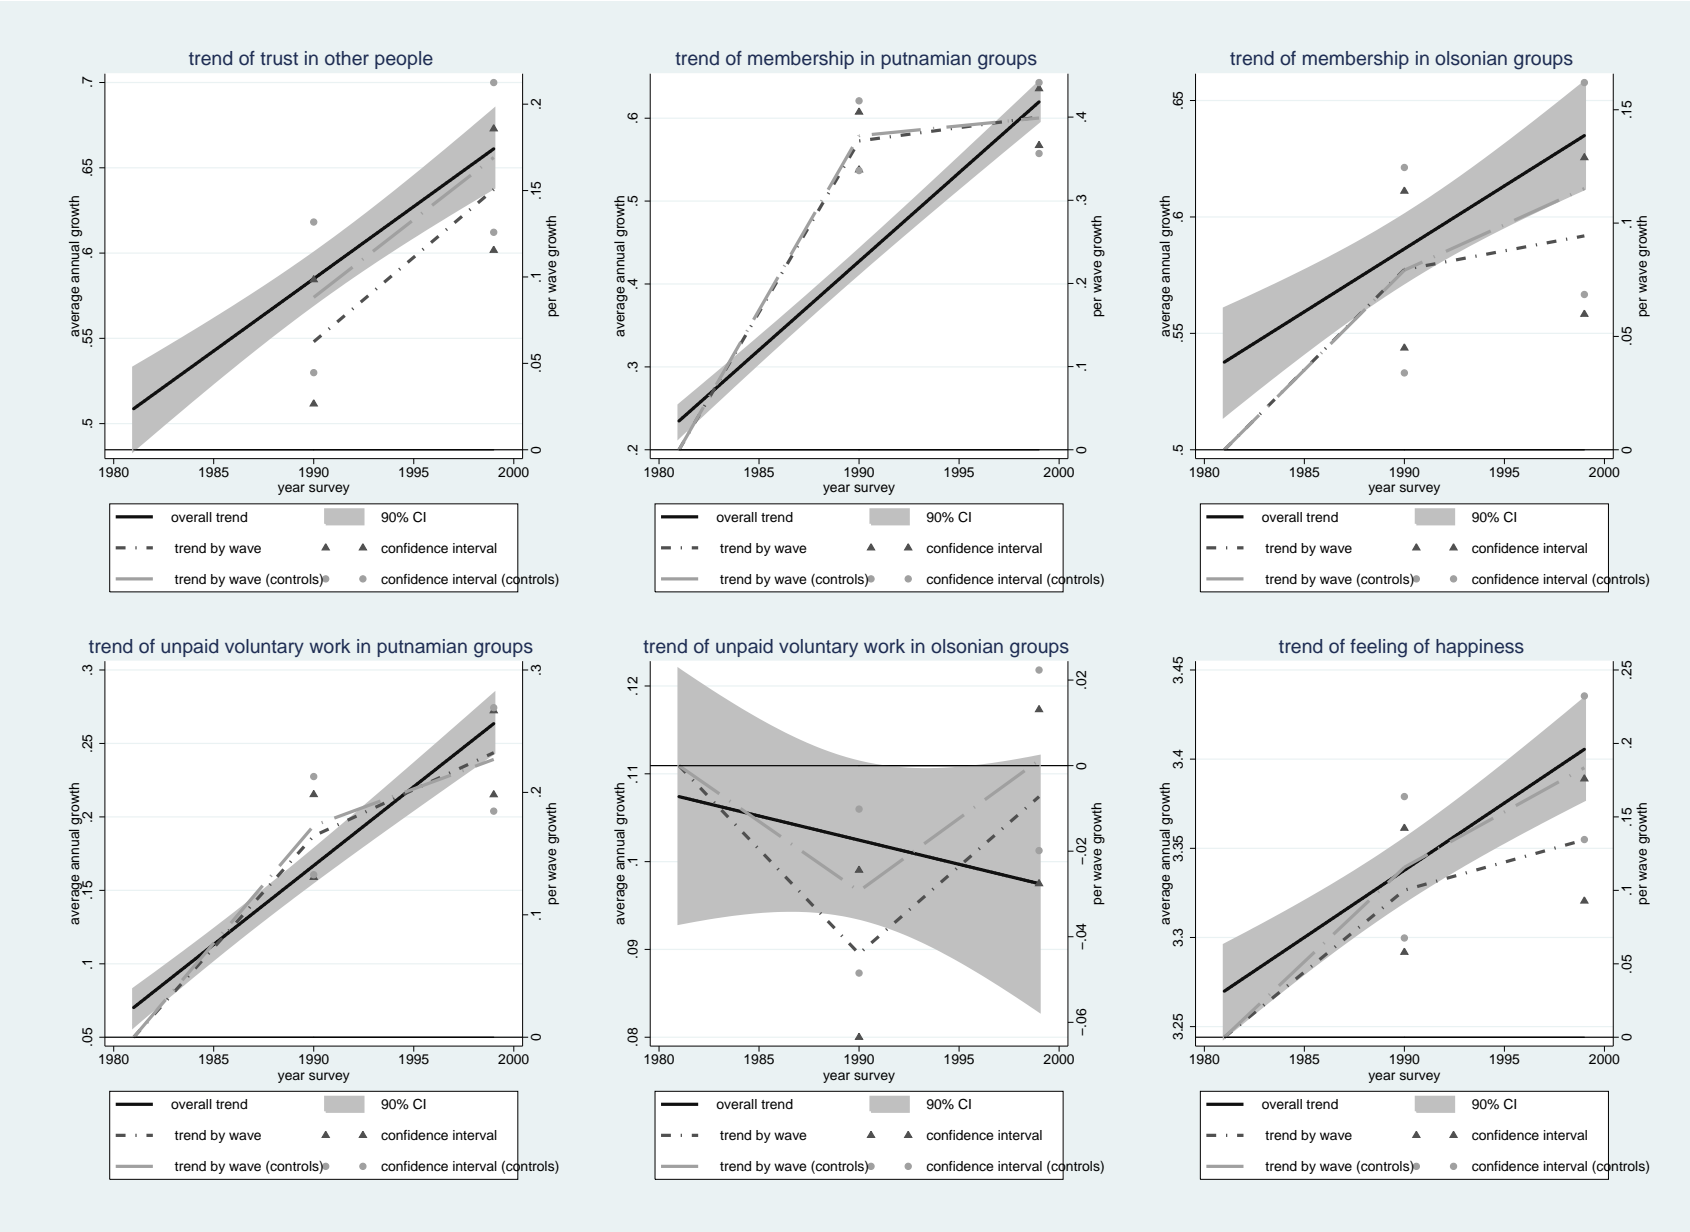 trend of trust in other people
average annual growth
.5
.55
.6
.65
.7
per wave growth
0
.05
.1
.15
.2
1980 1985 1990 1995 2000
year survey
overall trend 90% CI
trend by wave confidence interval
trend by wave (controls) confidence interval (controls)
trend of membership in putnamian groups
average annual growth
.2
.3
.4
.5
.6
per wave growth
0
.1
.2
.3
.4
1980 1985 1990 1995 2000
year survey
overall trend 90% CI
trend by wave confidence interval
trend by wave (controls) confidence interval (controls)
trend of membership in olsonian groups
average annual growth
.5
.55
.6
.65
per wave growth
0
.05
.1
.15
1980 1985 1990 1995 2000
year survey
overall trend 90% CI
trend by wave confidence interval
trend by wave (controls) confidence interval (controls)
trend of unpaid voluntary work in putnamian groups
average annual growth
.05
.1
.15
.2
.25
.3
per wave growth
0
.1
.2
.3
1980 1985 1990 1995 2000
year survey
overall trend 90% CI
trend by wave confidence interval
trend by wave (controls) confidence interval (controls)
trend of unpaid voluntary work in olsonian groups
average annual growth
.08
.09
.1
.11
.12
per wave growth
−.06
−.04
−.02
0
.02
1980 1985 1990 1995 2000
year survey
overall trend 90% CI
trend by wave confidence interval
trend by wave (controls) confidence interval (controls)
trend of feeling of happiness
average annual growth
3.25
3.3
3.35
3.4
3.45
per wave growth
0
.05
.1
.15
.2
.25
1980 1985 1990 1995 2000
year survey
overall trend 90% CI
trend by wave confidence interval
trend by wave (controls) confidence interval (controls)